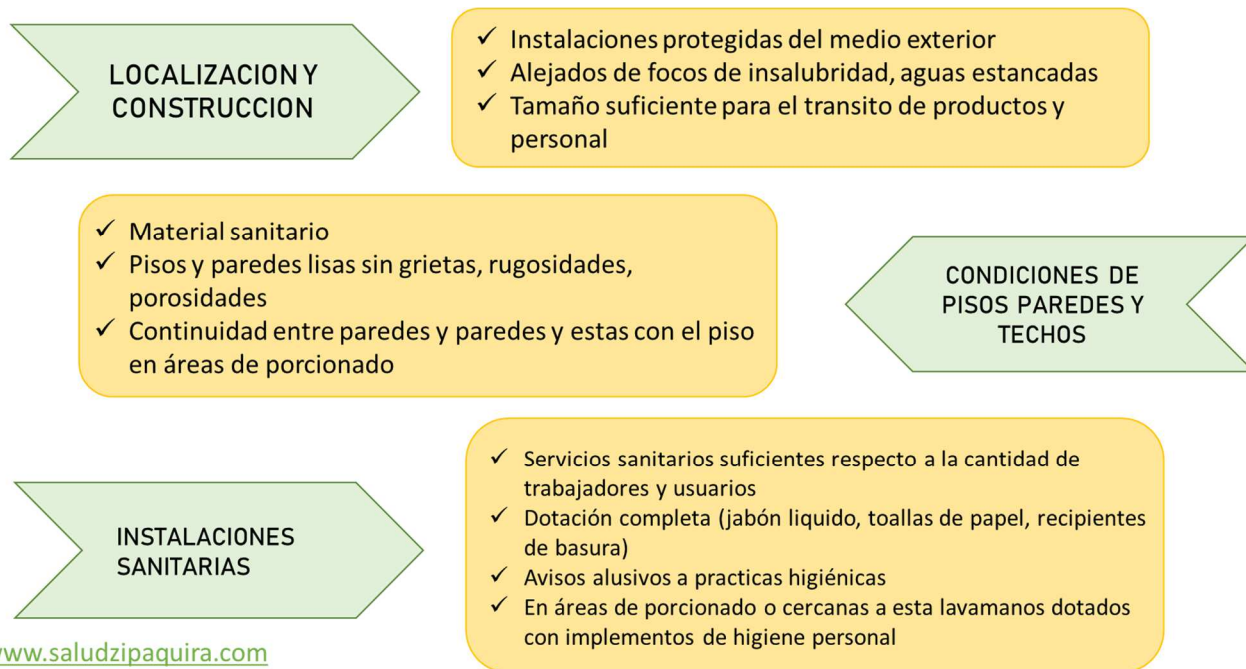 LOCALIZACION Y
CONSTRUCCION
✓ Instalaciones protegidas del medio exterior
✓ Alejados de focos de insalubridad, aguas estancadas
✓ Tamaño suficiente para el transito de productos y
personal
✓ Material sanitario
✓ Pisos y paredes lisas sin grietas, rugosidades,
porosidades
✓ Continuidad entre paredes y paredes y estas con el piso
en áreas de porcionado
CONDICIONES DE
PISOS PAREDES Y
TECHOS
INSTALACIONES
SANITARIAS
✓ Servicios sanitarios suficientes respecto a la cantidad de
trabajadores y usuarios
✓ Dotación completa (jabón liquido, toallas de papel, recipientes
de basura)
✓ Avisos alusivos a practicas higiénicas
✓ En áreas de porcionado o cercanas a esta lavamanos dotados
con implementos de higiene personal
www.saludzipaquira.com